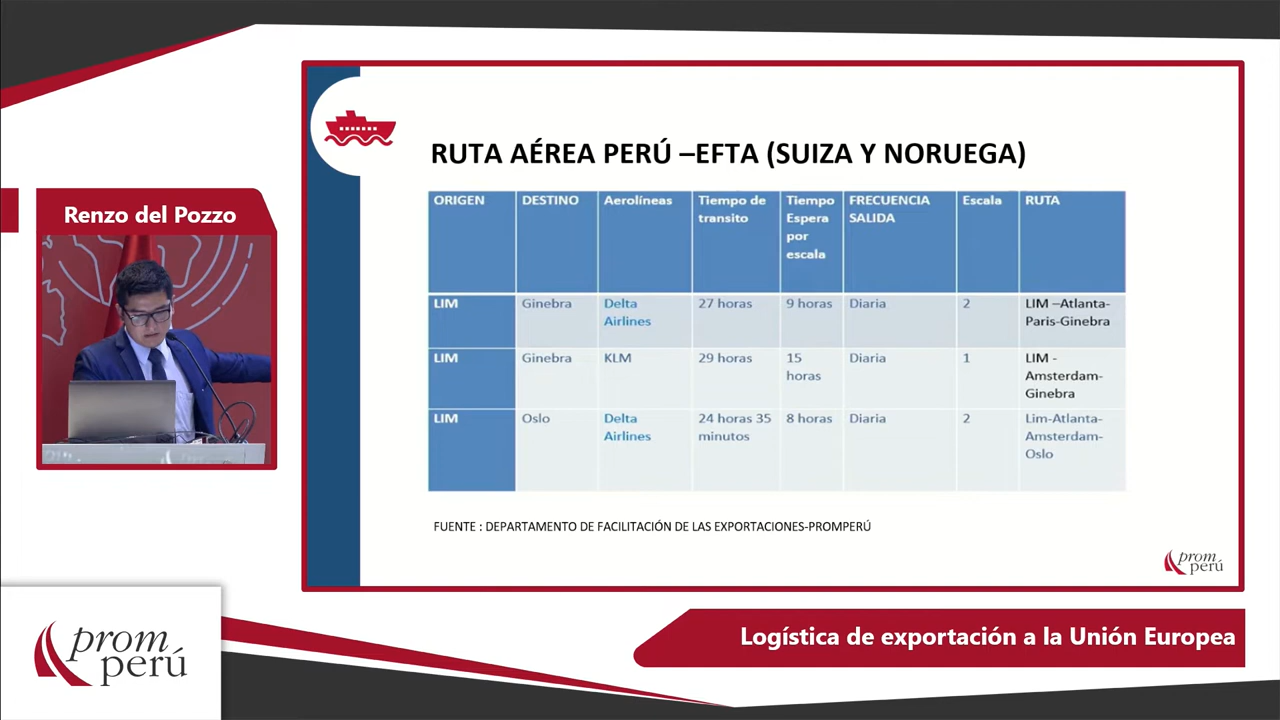 RUTA AÉREA PERÚ –EFTA (SUIZA Y NORUEGA)
Renzo del Pozzo
ORIGEN
DESTINO
Aerolíneas
Tiempo de
transito
Tiempo
Espera
por
escala
FRECUENCIA
SALIDA
Escala
RUTA
LIM
Ginebra
Delta
Airlines
27 horas
9 horas
Diaria
2
LIM –Atlanta-
Paris-Ginebra
LIM
Ginebra
KLM
29 horas
15
horas
Diaria
1
LIM -
Amsterdam-
Ginebra
LIM
Oslo
Delta
Airlines
24 horas 35
minutos
8 horas
Diaria
2
Lim-Atlanta-
Amsterdam-
Oslo
FUENTE : DEPARTAMENTO DE FACILITACIÓN DE LAS EXPORTACIONES-PROMPERÚ
prom
perú
Logística de exportación a la Unión Europea
prom
perú